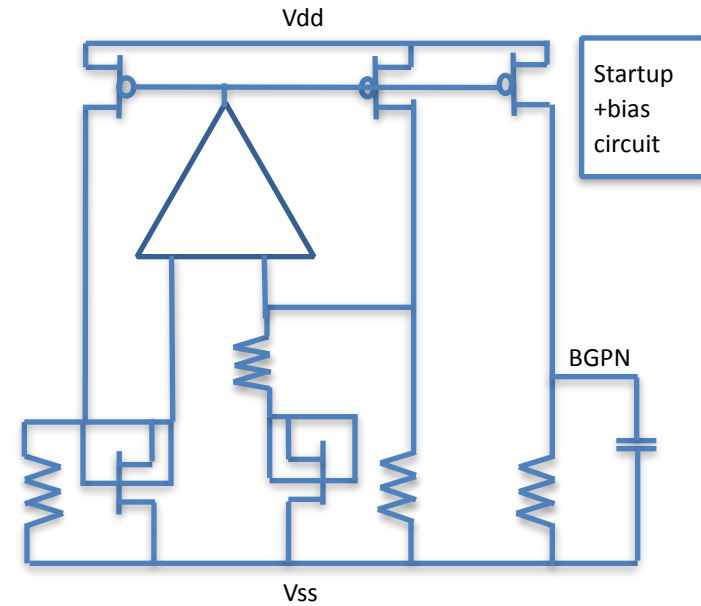 Vdd
Startup
+bias
circuit
BGPN
Vss